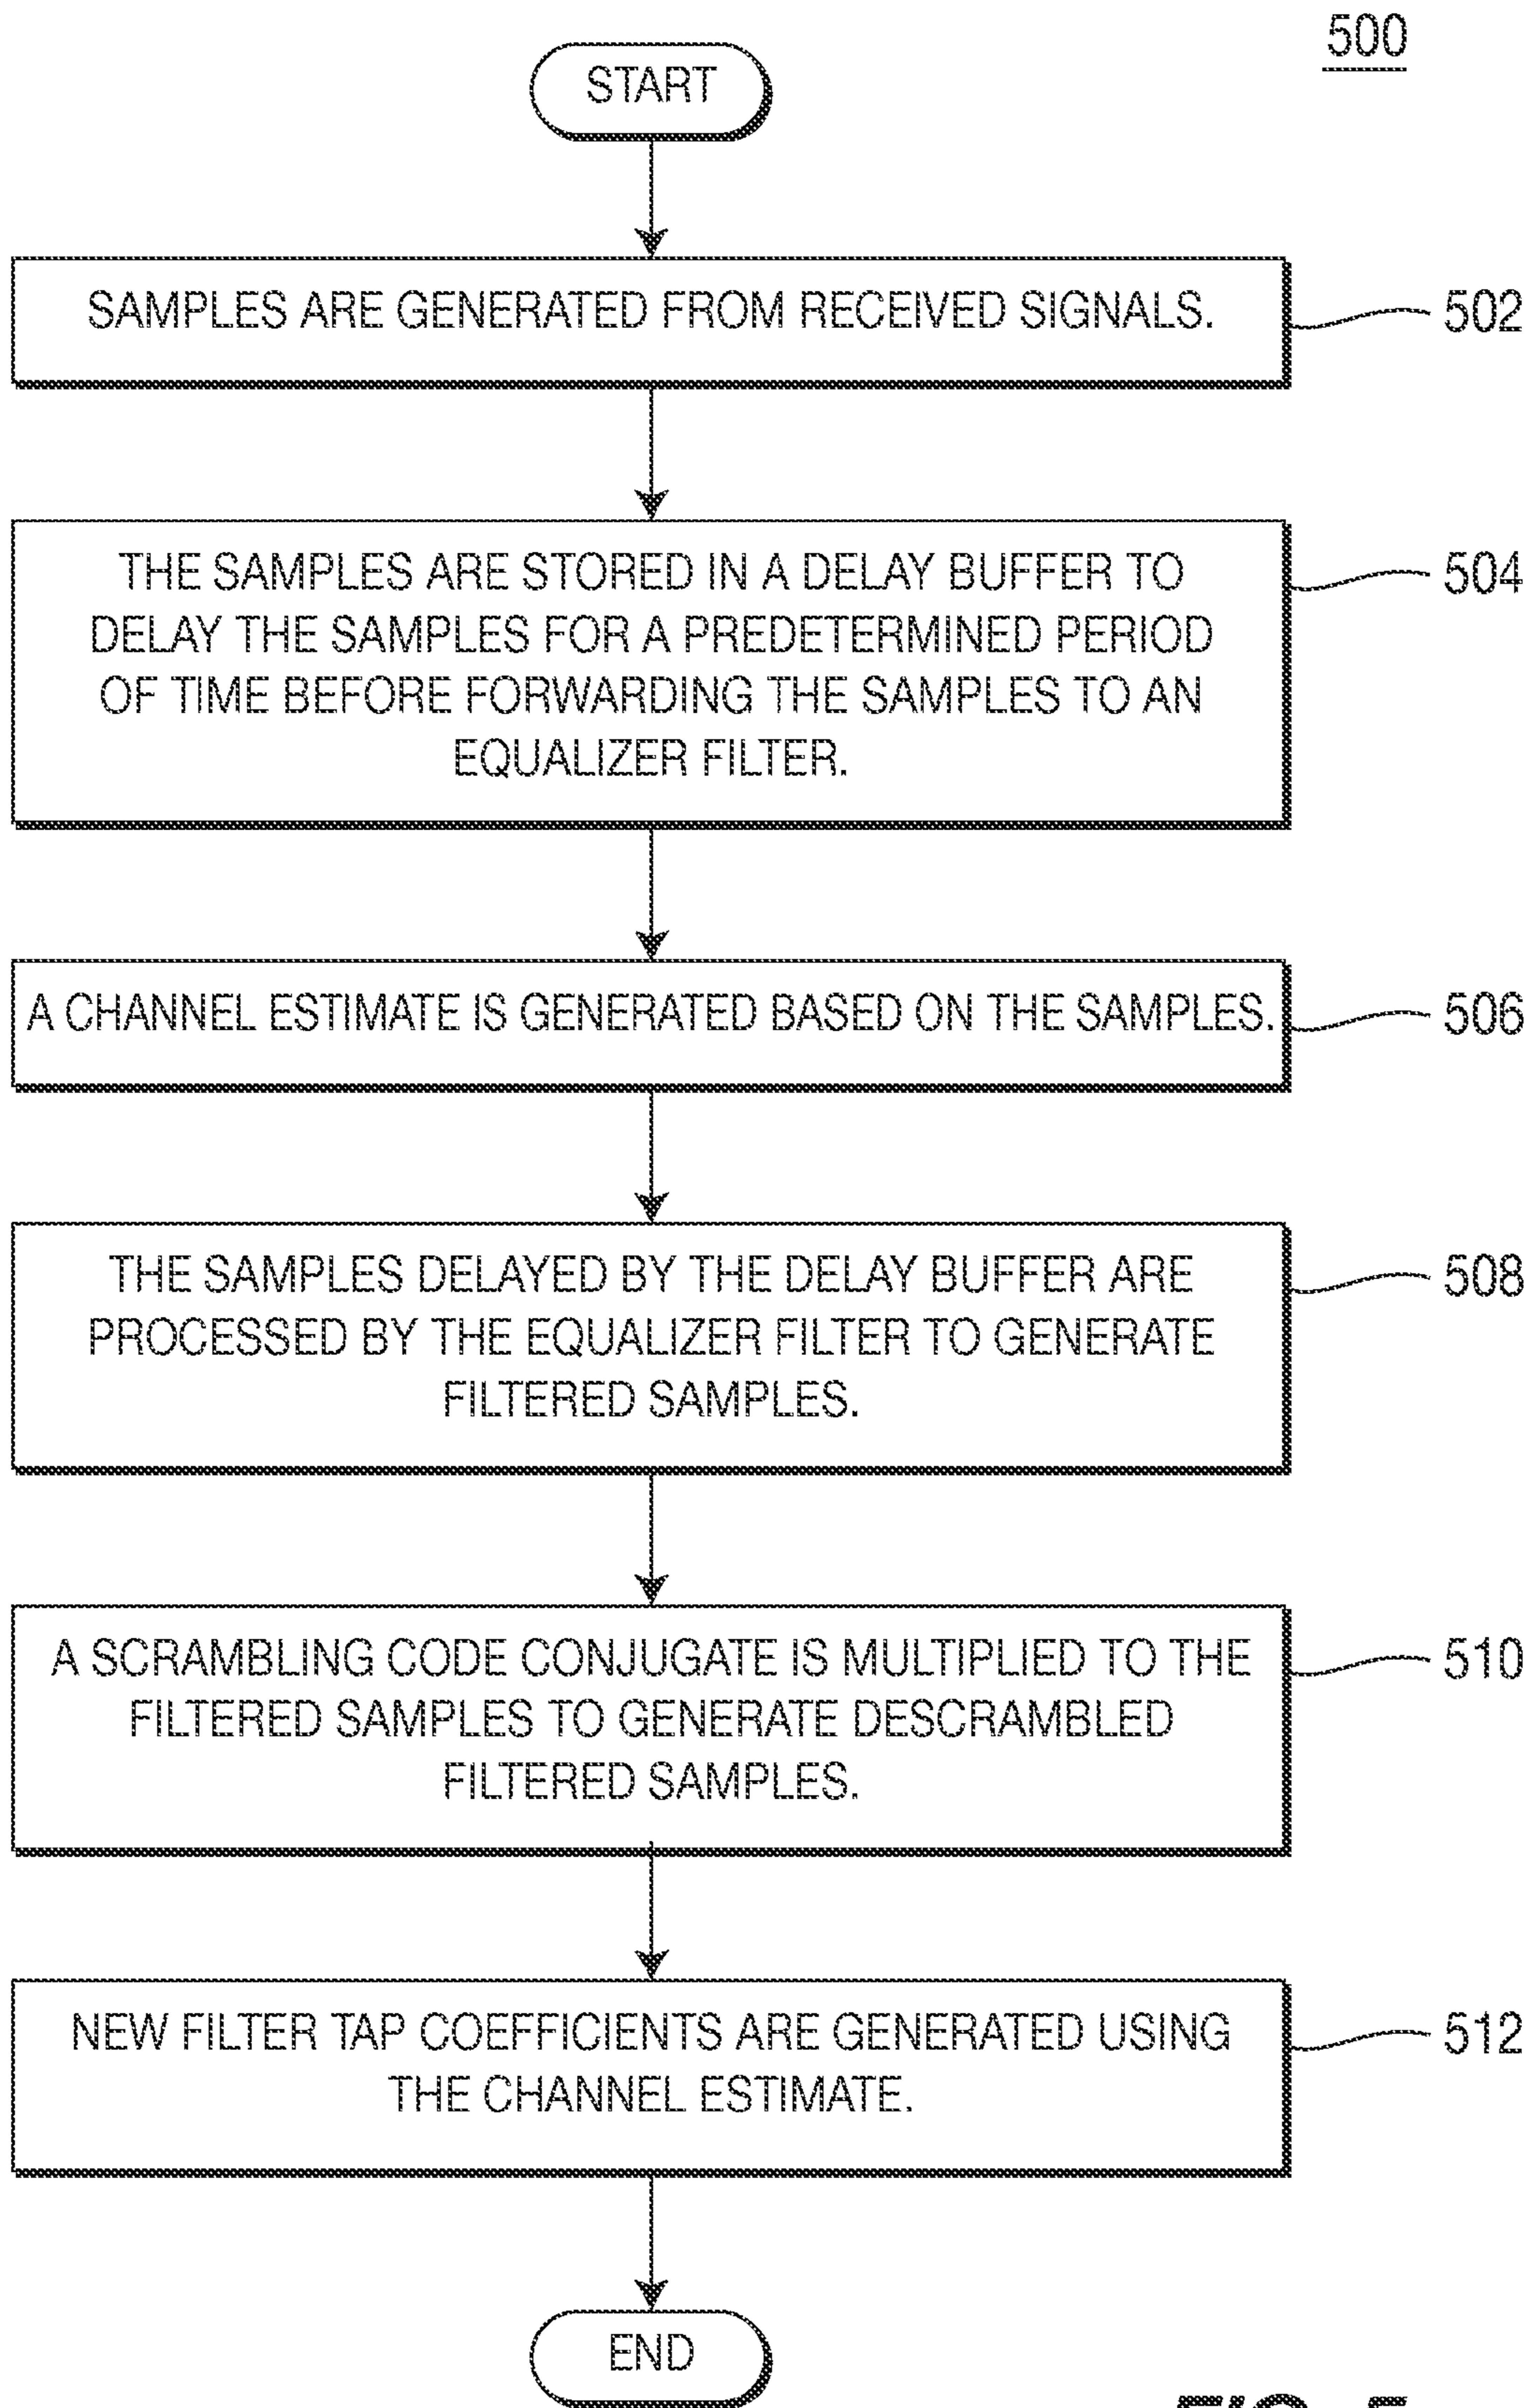 500
START
SAMPLES ARE GENERATED FROM RECEIVED SIGNALS.
502
THE SAMPLES ARE STORED IN A DELAY BUFFER TO
DELAY THE SAMPLES FOR A PREDETERMINED PERIOD
OF TIME BEFORE FORWARDING THE SAMPLES TO AN
EQUALIZER FILTER.
504
A CHANNEL ESTIMATE IS GENERATED BASED ON THE SAMPLES.
506
THE SAMPLES DELAYED BY THE DELAY BUFFER ARE
PROCESSED BY THE EQUALIZER FILTER TO GENERATE
FILTERED SAMPLES.
508
A SCRAMBLING CODE CONJUGATE IS MULTIPLIED TO THE
FILTERED SAMPLES TO GENERATE DESCRAMBLED
FILTERED SAMPLES.
510
NEW FILTER TAP COEFFICIENTS ARE GENERATED USING
THE CHANNEL ESTIMATE.
512
END